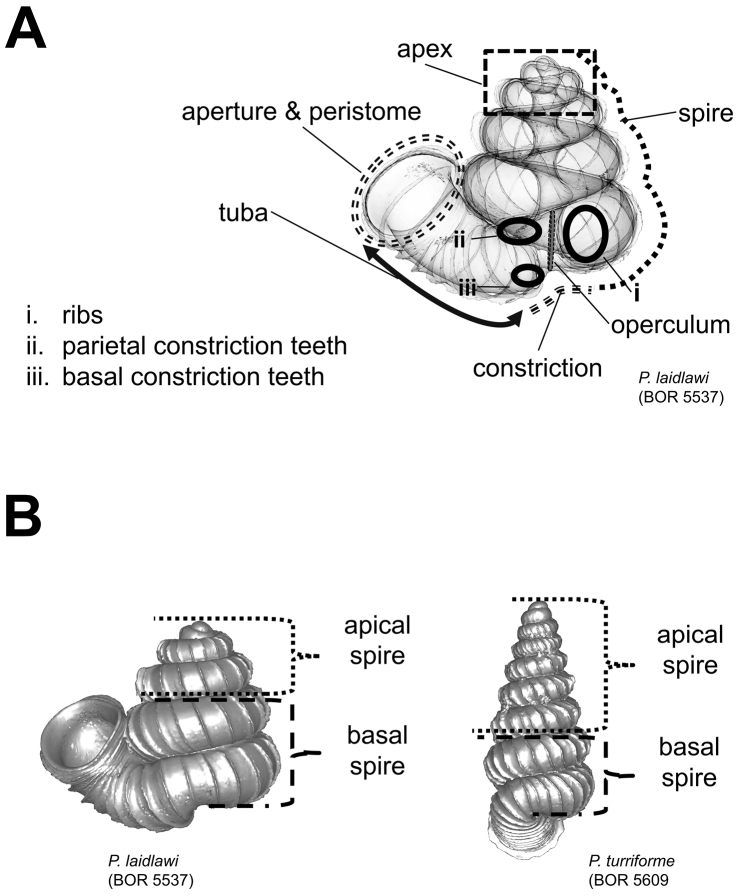 A
apex
aperture & peristome
spire
tuba
ii
iii
i
i. ribs
operculum
ii. parietal constriction teeth
constriction
iii. basal constriction teeth
P. laidlawi
(BOR 5537)
B
apical
spire
apical
spire
basal
spire
basal
spire
P. laidlawi
(BOR 5537)
P. turriforme
(BOR 5609